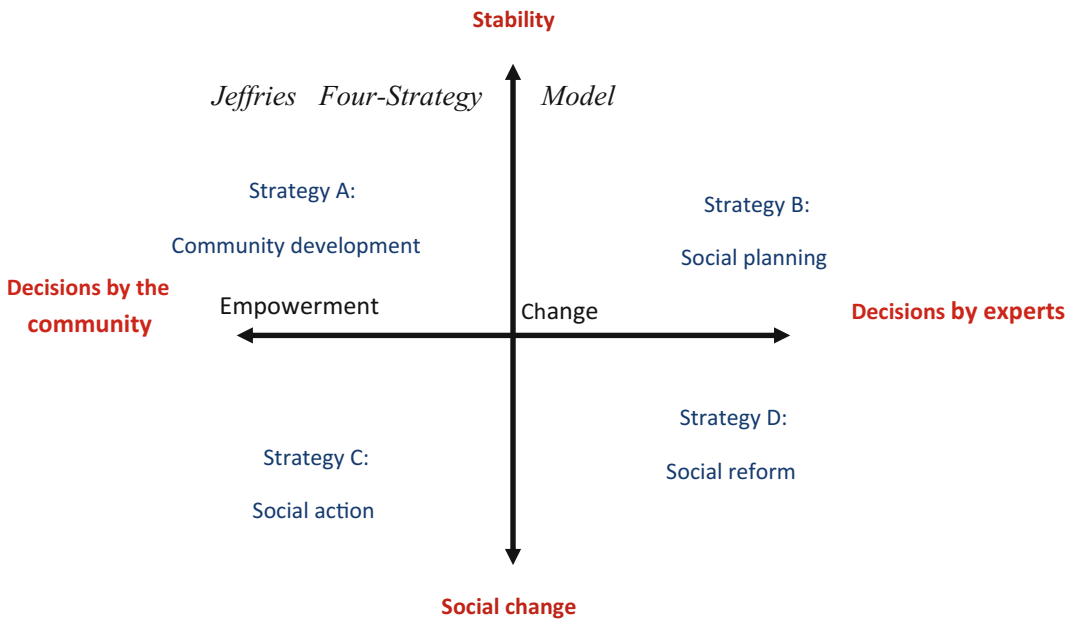 Stability
Jeffries Four-Strategy Model
Strategy A:
Community development
Strategy B:
Social planning
Decisions by the
community
Empowerment
Change
Decisions by experts
Strategy C:
Social action
Strategy D:
Social reform
Social change